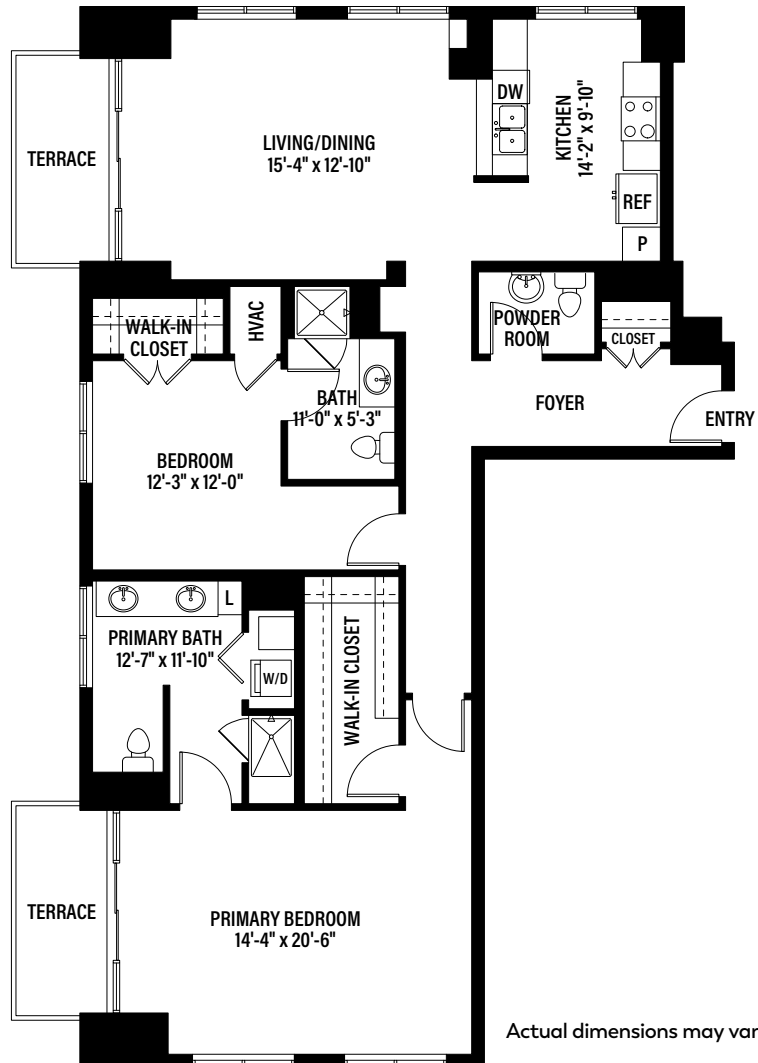 DW
KITCHEN
14'-2" x 9'-10"
LIVING/DINING
15'-4" x 12'-10"
TERRACE
REF
P
WALK-IN
CLOSET
HVAC
POWDER
ROOM
CLOSET
BATH
11'-0" x 5'-3"
FOYER
ENTRY
BEDROOM
12'-3" x 12'-0"
L
PRIMARY BATH
12'-7" x 11'-10"
W/D
WALK-IN CLOSET
TERRACE
PRIMARY BEDROOM
14'-4" x 20'-6"
Actual dimensions may var